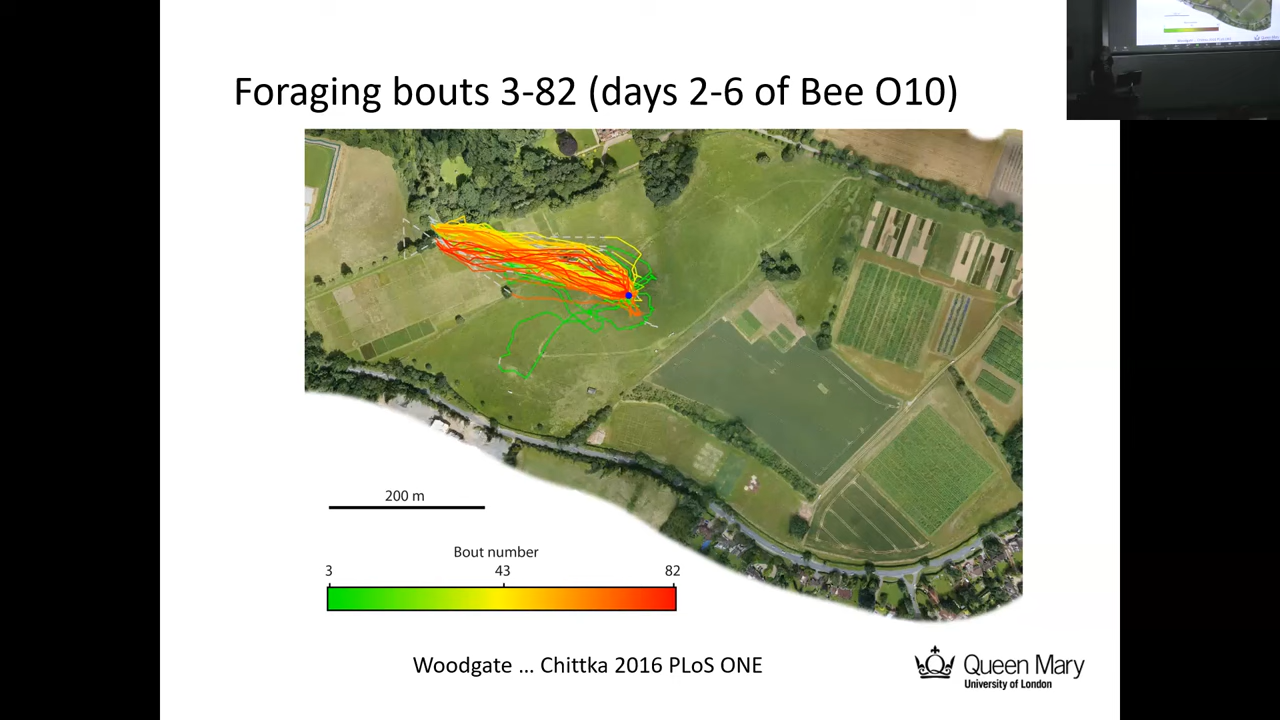 Foraging bouts 3-82 (days 2-6 of Bee O10)
200 m
Bout number
3 43 82
Woodgate ... Chittka 2016 PLoS ONE
Queen Mary
University of London